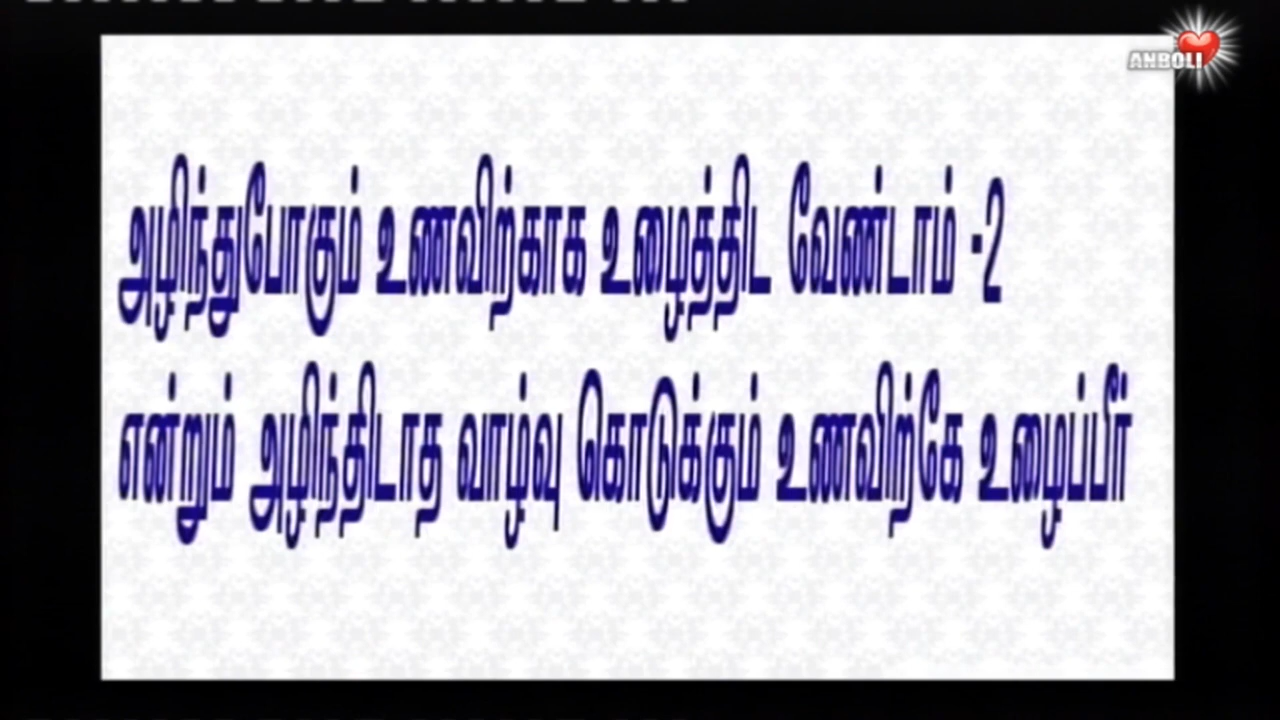 ANBOLI
அழிந்துபோகும் உணவிற்காக உழைத்திட வேண்டாம் -2
என்றும் அழிந்திடாத வாழ்வு கொடுக்கும் உணவிற்கே உழைப்பீர்